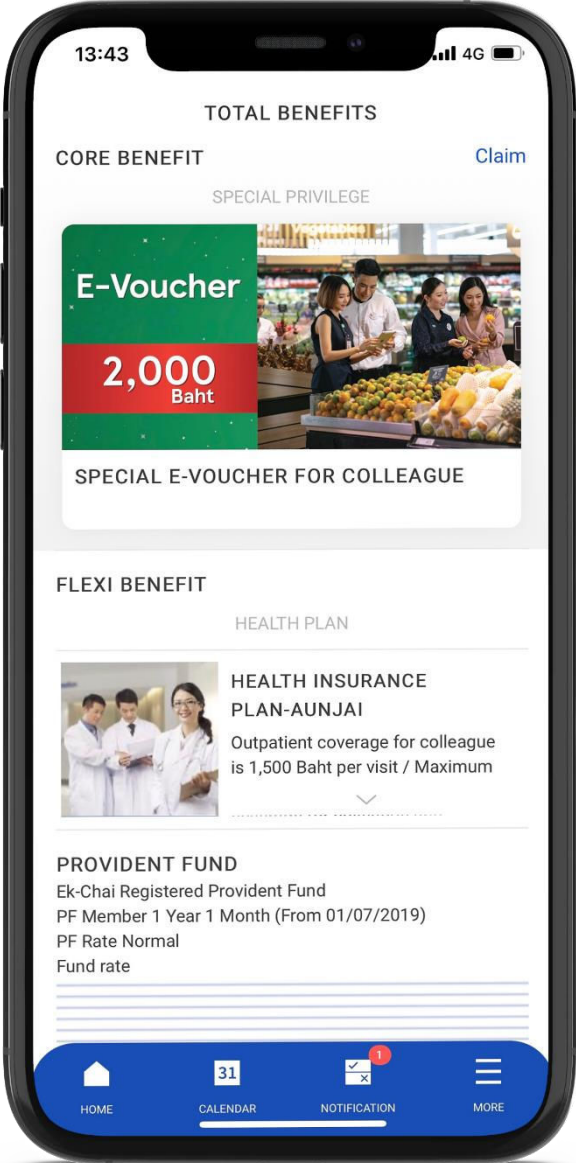 13:43
4G
TOTAL BENEFITS
CORE BENEFIT
Claim
SPECIAL PRIVILEGE
E-Voucher
2,000
Baht
SPECIAL E-VOUCHER FOR COLLEAGUE
FLEXI BENEFIT
HEALTH PLAN
HEALTH INSURANCE
PLAN-AUNJAI
Outpatient coverage for colleague
is 1,500 Baht per visit / Maximum
PROVIDENT FUND
Ek-Chai Registered Provident Fund
PF Member 1 Year 1 Month (From 01/07/2019)
PF Rate Normal
Fund rate
31
1
HOME
CALENDAR
NOTIFICATION
MORE